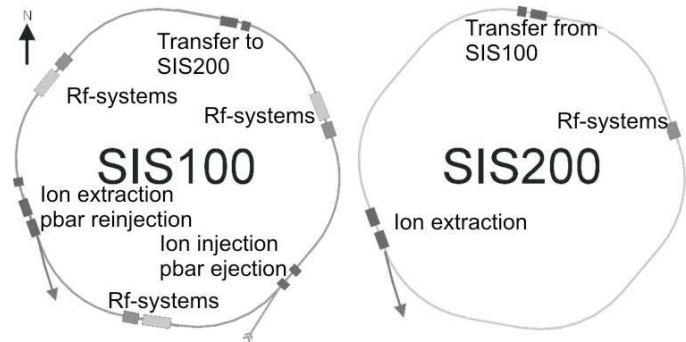 N
Transfer to
SIS200
Rf-systems
Rf-systems
SIS100
Ion extraction
pbar reinjection
Ion injection
pbar ejection
Rf-systems
Transfer from
SIS100
Rf-systems
SIS200
Ion extraction